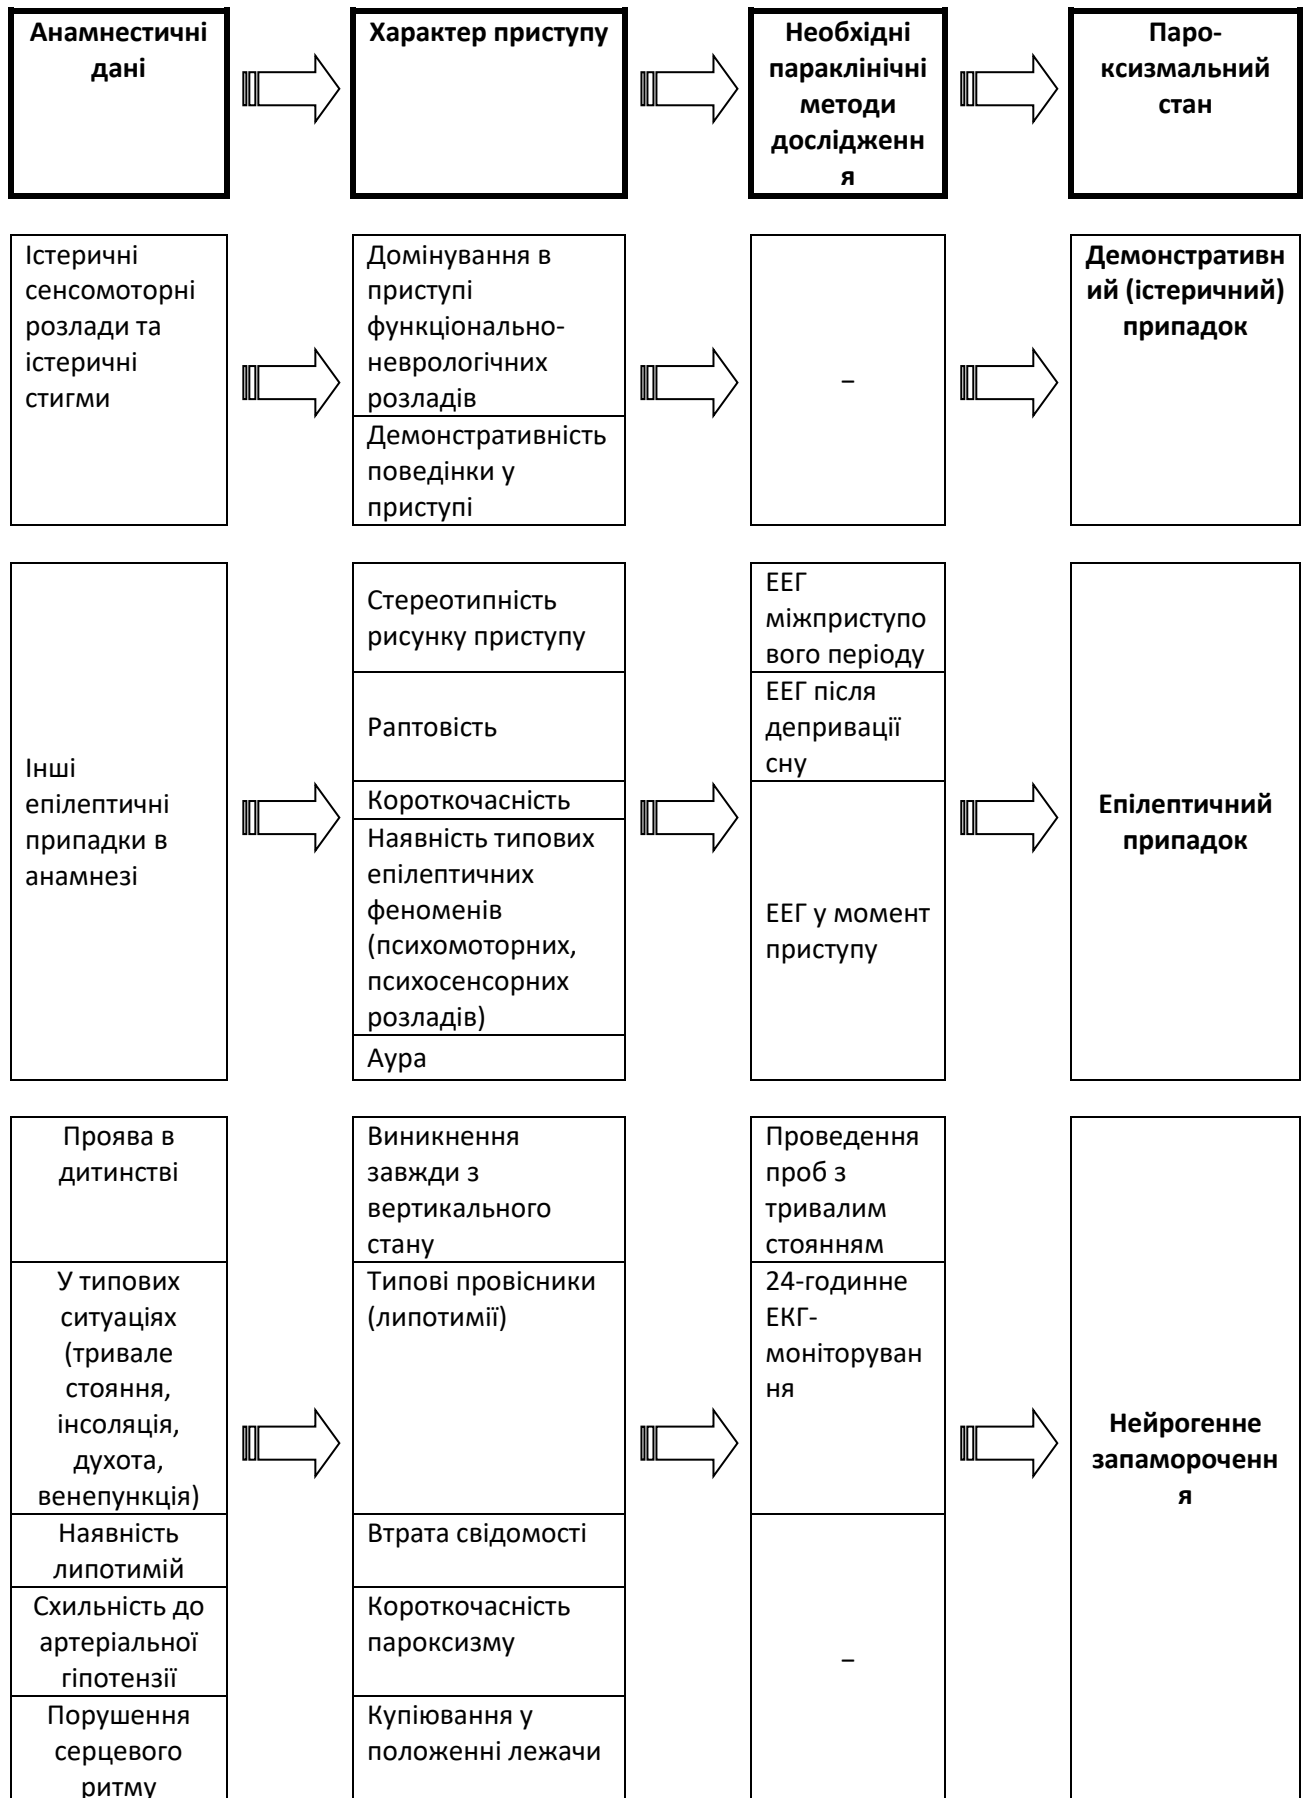 Анамнестичні
дані
Характер приступу
Необхідні
параклінічні
методи
дослідженн
я
Паро-
ксизмальний
стан
Істеричні
сенсомоторні
розлади та
істеричні
стигми
Домінування в
приступі
функціонально-
неврологічних
розладів
Демонстративність
поведінки у
приступі
–
Демонстративн
ий (істеричний)
припадок
Інші
епілептичні
припадки в
анамнезі
Стереотипність
рисунку приступу
Раптовість
Короткочасність
Наявність типових
епілептичних
феноменів
(психомоторних,
психосенсорних
розладів)
Аура
ЕЕГ
міжприступо
вого періоду
ЕЕГ після
депривації
сну
ЕЕГ у момент
приступу
Епілептичний
припадок
Проява в
дитинстві
У типових
ситуаціях
(тривале
стояння,
інсоляція,
духота,
венепункція)
Наявність
липотимій
Схильність до
артеріальної
гіпотензії
Порушення
серцевого
ритму
Виникнення
завжди з
вертикального
стану
Типові провісники
(липотимії)
Втрата свідомості
Короткочасність
пароксизму
Купіювання у
положенні лежачи
Проведення
проб з
тривалим
стоянням
24-годинне
ЕКГ-
моніторуван
ня
–
Нейрогенне
запамороченн
я